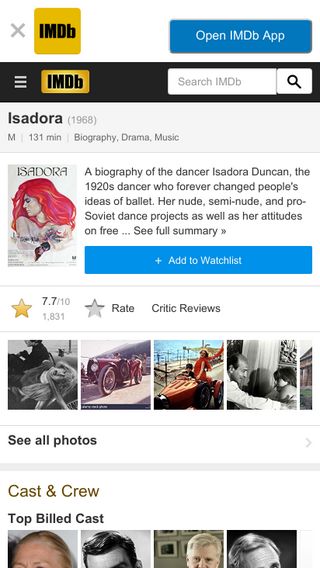 IMDb
Open IMDb App
IMDb
Search IMDb
Isadora (1968)
M | 131 min | Biography, Drama, Music
ISADORA
A biography of the dancer Isadora Duncan, the
1920s dancer who forever changed people's
ideas of ballet. Her nude, semi-nude, and pro-
Soviet dance projects as well as her attitudes
on free ... See full summary »
+ Add to Watchlist
7.7/10
1,831
Rate
Critic Reviews
alamy stock photo
See all photos
Cast & Crew
Top Billed Cast